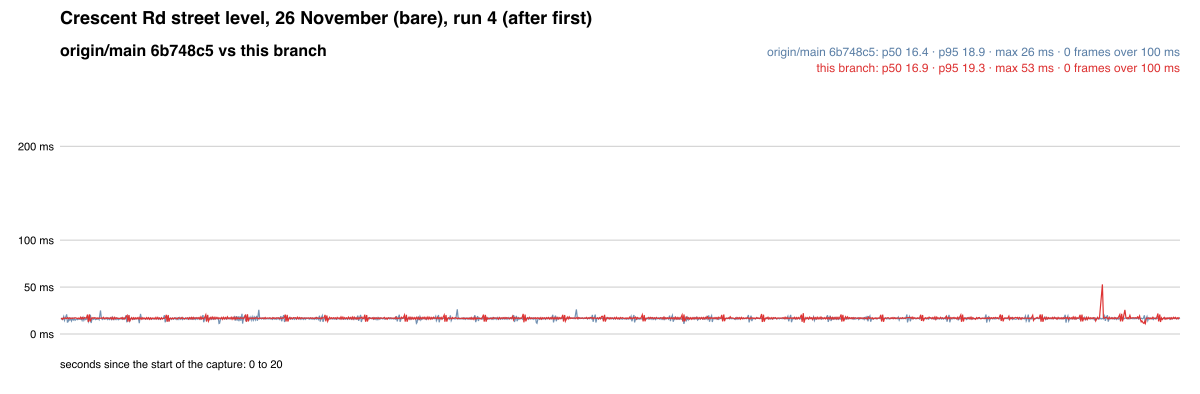 Crescent Rd street level, 26 November (bare), run 4 (after first)
origin/main 6b748c5 vs this branch
origin/main 6b748c5: p50 16.4 · p95 18.9 · max 26 ms · 0 frames over 100 ms
this branch: p50 16.9 · p95 19.3 · max 53 ms · 0 frames over 100 ms
200 ms
100 ms
50 ms
0 ms
seconds since the start of the capture: 0 to 20